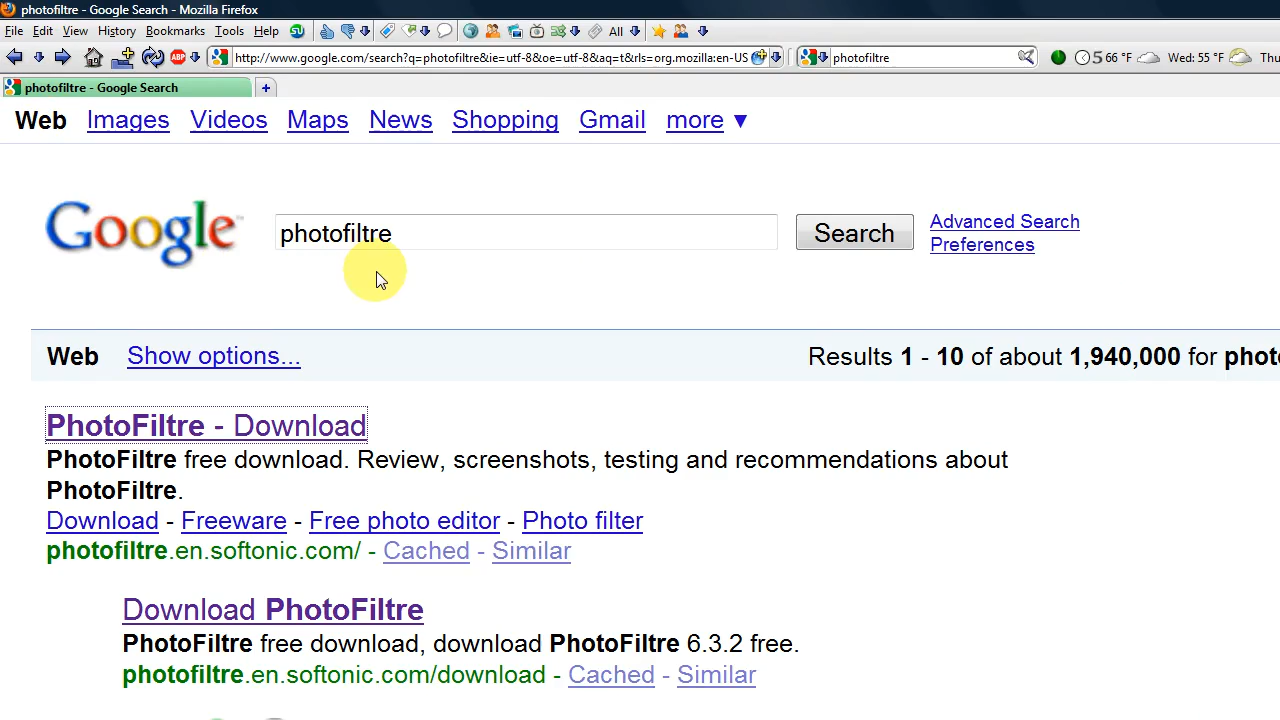 photofiltre - Google Search - Mozilla Firefox
File Edit View History Bookmarks Tools Help All
http://www.google.com/search?q=photofiltre&ie=utf-8&oe=utf-8&aq=t&rls=org.mozilla:en-US photofiltre 5 66 °F Wed: 55 °F Thu
photofiltre - Google Search +
Web Images Videos Maps News Shopping Gmail more ▼
Google photofiltre Search Advanced Search
Preferences
Web Show options... Results 1 - 10 of about 1,940,000 for phot
PhotoFiltre - Download
PhotoFiltre free download. Review, screenshots, testing and recommendations about
PhotoFiltre.
Download - Freeware - Free photo editor - Photo filter
photofiltre.en.softonic.com/ - Cached - Similar
Download PhotoFiltre
PhotoFiltre free download, download PhotoFiltre 6.3.2 free.
photofiltre.en.softonic.com/download - Cached - Similar